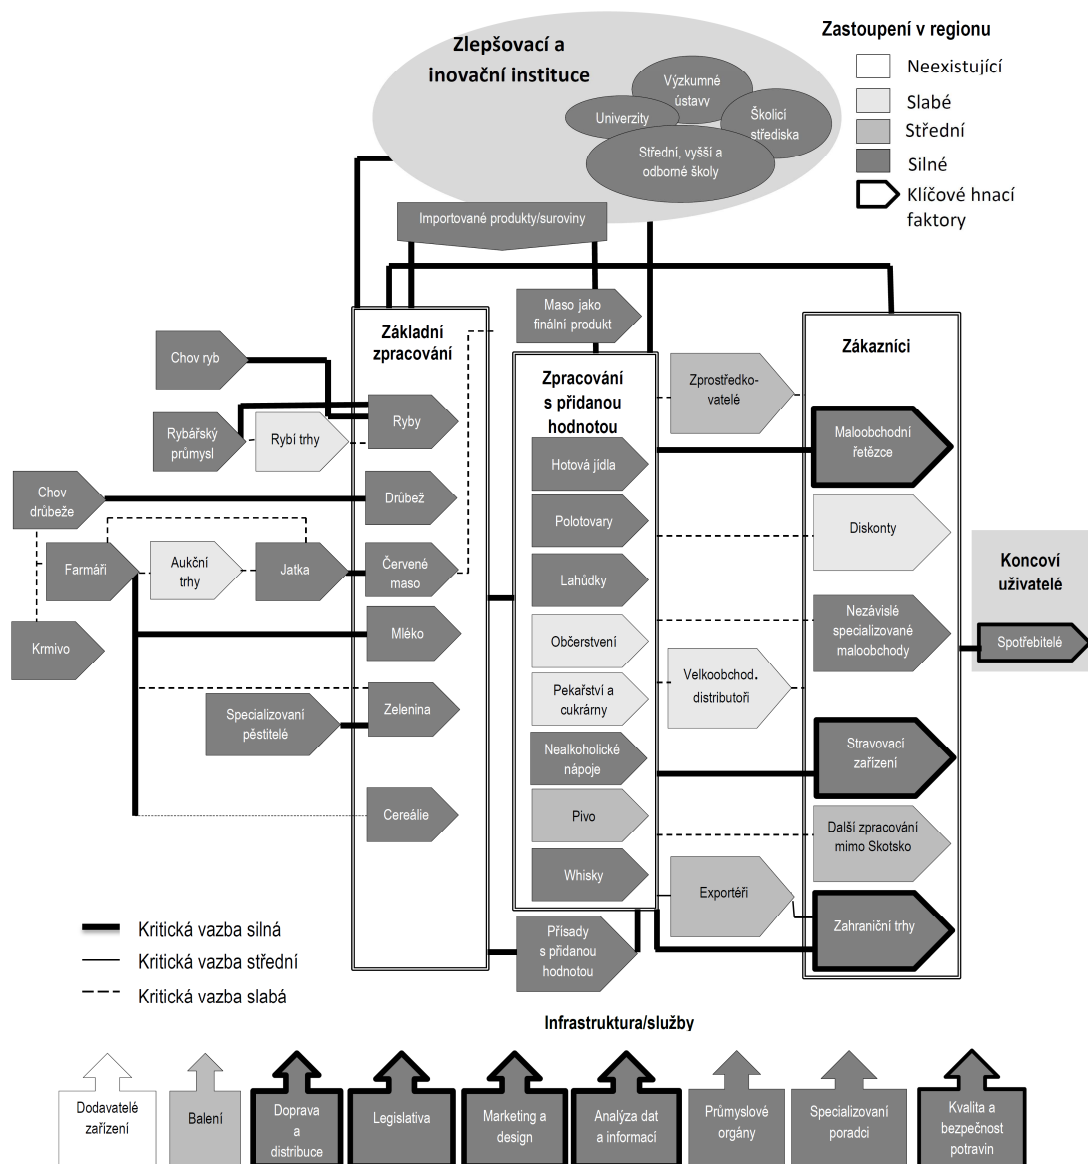 Zlepšovací a
inovační instituce
Výzkumné
ústavy
Univerzity
Školicí
střediska
Střední, vyšší a
odborné školy
Zastoupení v regionu
Neexistující
Slabé
Střední
Silné
Klíčové hnací
faktory
Importované produkty/suroviny
Maso jako
finální produkt
Základní
zpracování
Chov ryb
Rybářský
průmysl
Rybí trhy
Ryby
Chov
drůbeže
Drůbež
Farmáři
Aukční
trhy
Jatka
Červené
maso
Krmivo
Mléko
Specializovaní
pěstitelé
Zelenina
Cereálie
Zpracování
s přidanou
hodnotou
Hotová jídla
Polotovary
Lahůdky
Občerstvení
Pekařství a
cukrárny
Nealkoholické
nápoje
Pivo
Whisky
Přísady
s přidanou
hodnotou
Zprostředko-
vatelé
Velkoobchod.
distributoři
Exportéři
Zákazníci
Maloobchodní
řetězce
Diskonty
Nezávislé
specializované
maloobchody
Stravovací
zařízení
Další zpracování
mimo Skotsko
Zahraniční trhy
Koncoví
uživatelé
Spotřebitelé
Kritická vazba silná
Kritická vazba střední
Kritická vazba slabá
Infrastruktura/služby
Dodavatelé
zařízení
Balení
Doprava
a
distribuce
Legislativa
Marketing a
design
Analýza dat
a informací
Průmyslové
orgány
Specializovaní
poradci
Kvalita a
bezpečnost
potravin